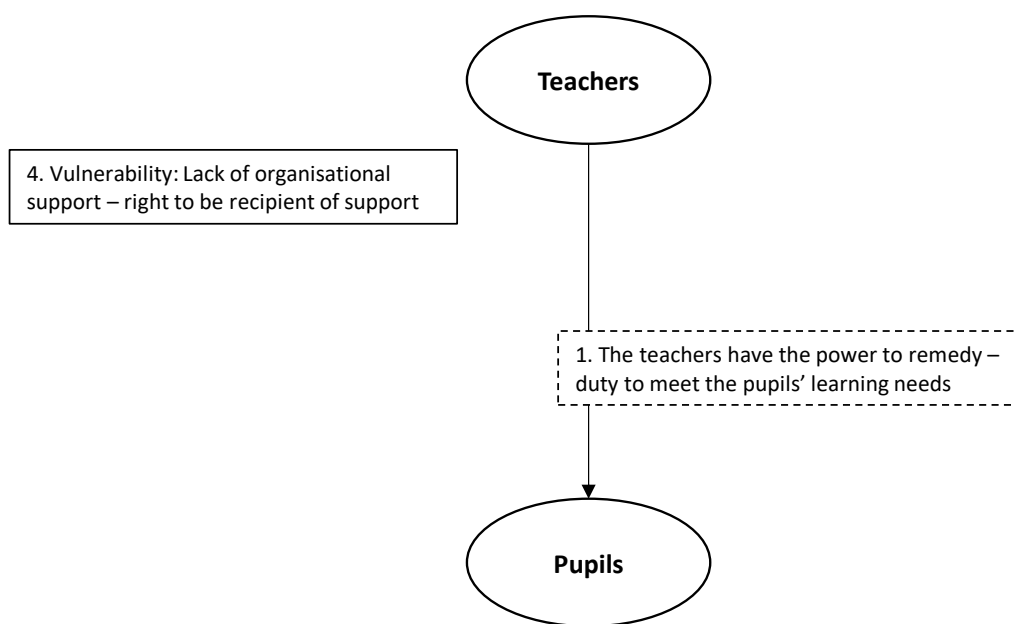 Teachers
4. Vulnerability: Lack of organisational
support – right to be recipient of support
1. The teachers have the power to remedy –
duty to meet the pupils’ learning needs
Pupils